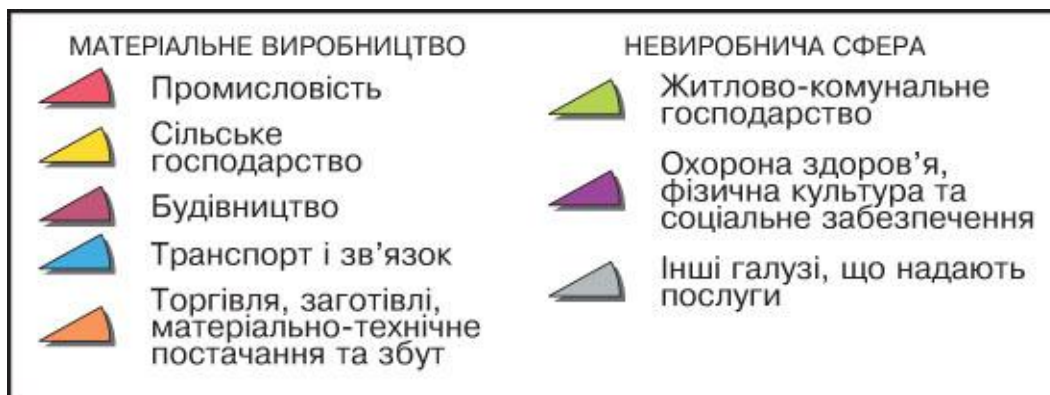 МАТЕРІАЛЬНЕ ВИРОБНИЦТВО
Промисловість
Сільське
господарство
Будівництво
Транспорт і зв’язок
Торгівля, заготівлі,
матеріально-технічне
постачання та збут
НЕВИРОБНИЧА СФЕРА
Житлово-комунальне
господарство
Охорона здоров’я,
фізична культура та
соціальне забезпечення
Інші галузі, що надають
послуги